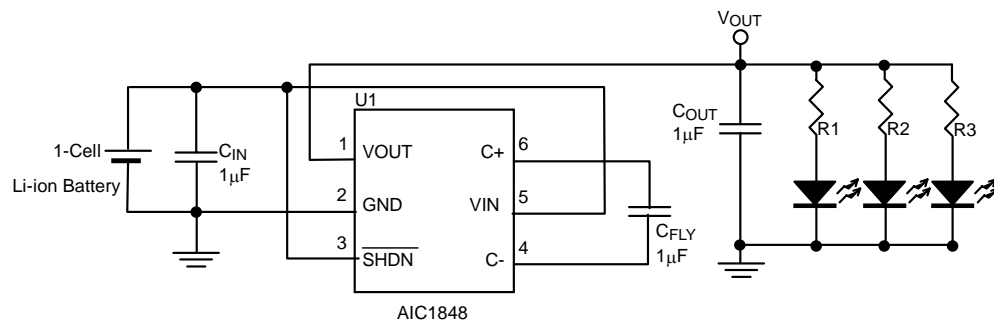 VOUT
U1
1-Cell
Li-ion Battery
CIN
1μF
1
VOUT
2
GND
3
SHDN
C+
6
VIN
5
C-
4
AIC1848
CFLY
1μF
COUT
1μF
R1
R2
R3